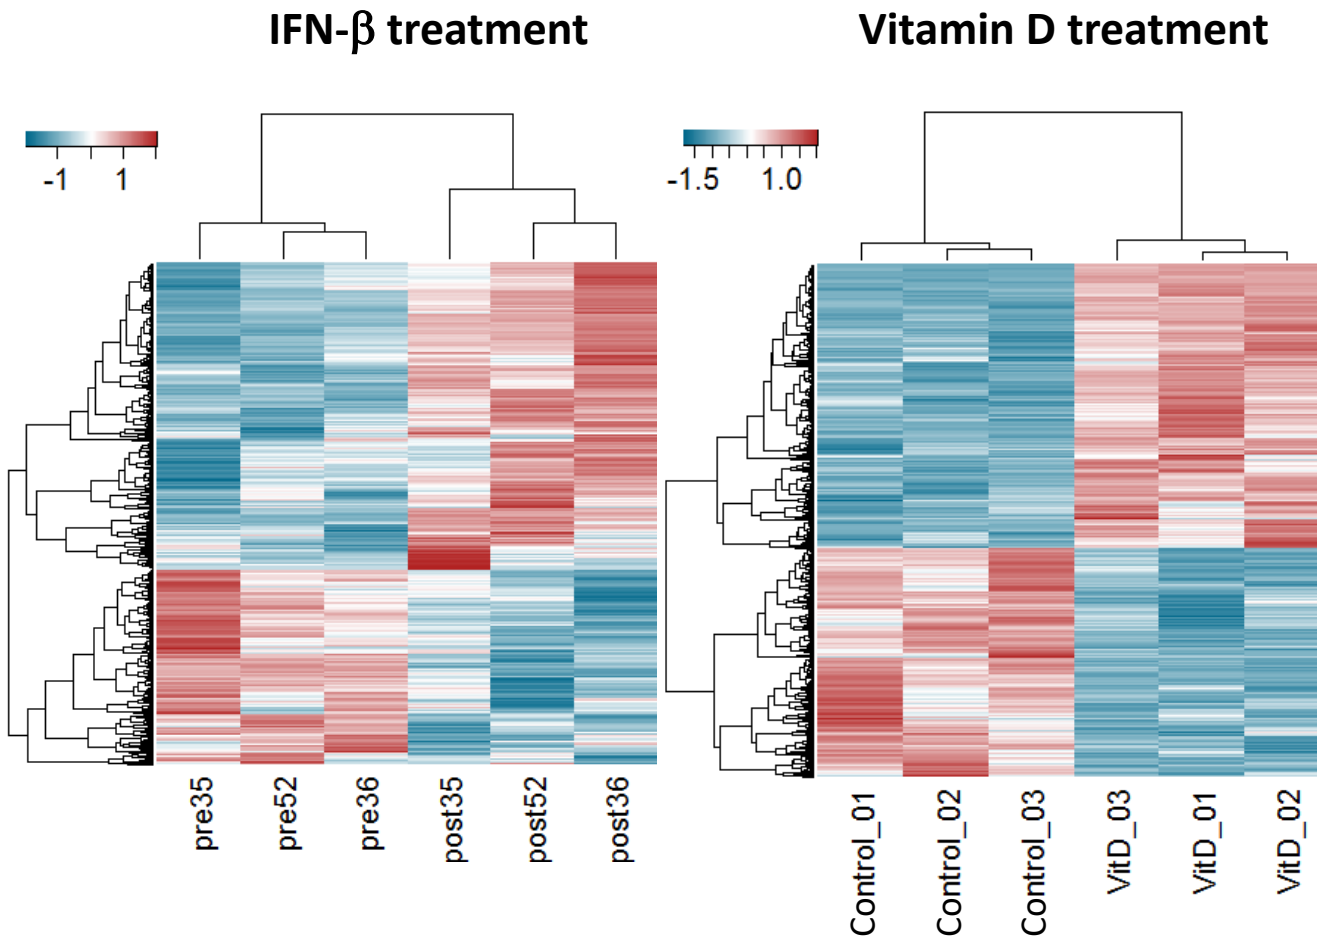 IFN-β treatment
Vitamin D treatment
-1 1
-1.5 1.0
pre35
pre52
pre36
post35
post52
post36
Control_01
Control_02
Control_03
VitD_03
VitD_01
VitD_02